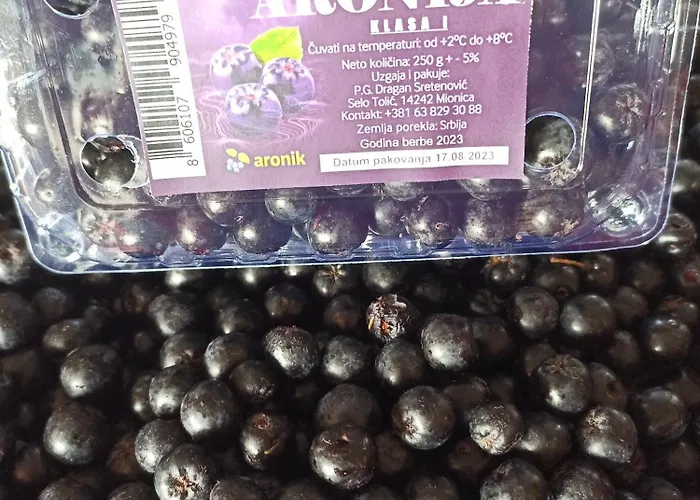 ARONIJA
KLASA I
Čuvati na temperaturi: od +2°C do +8°C
Neto količina: 250 g + - 5%
Uzgaja i pakuje:
P.G. Dragan Sretenović
Selo Tolić, 14242 Mionica
Kontakt: +381 63 829 30 88
Zemlja porekla: Srbija
Godina berbe 2023
Datum pakovanja 17.08 2023.
aronik
8 606107 904979